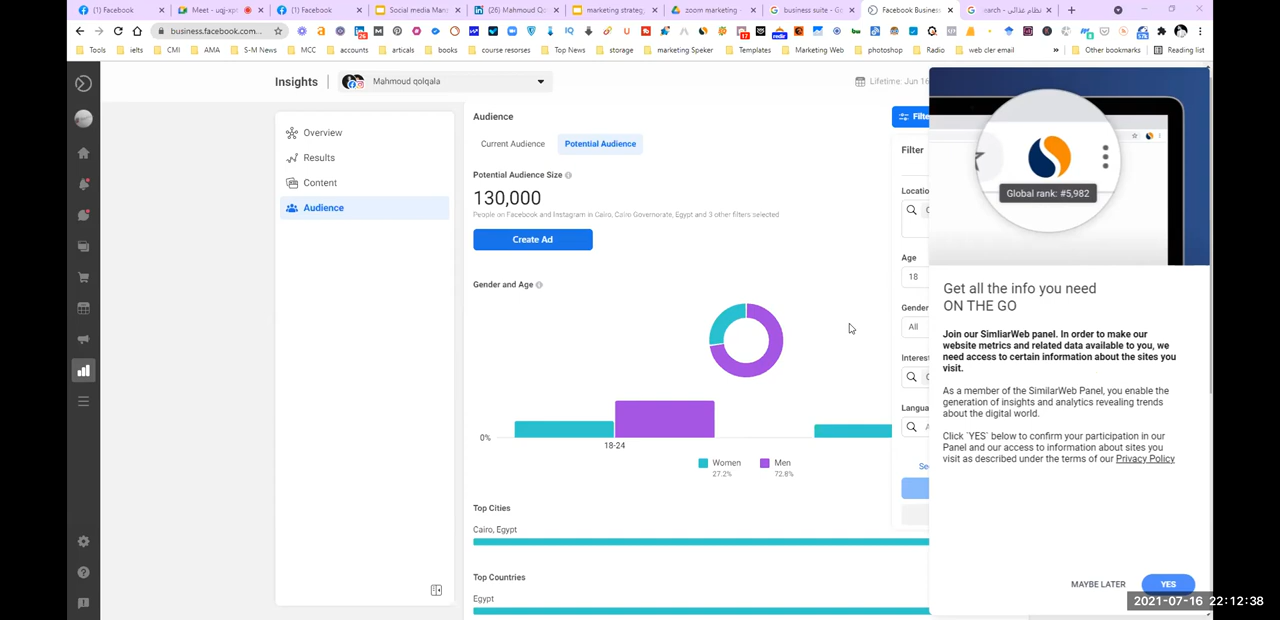 Facebook
Meet - uqj-xpt
Facebook
Social media Man
(26) Mahmoud Qo
marketing strateg
zoom marketing
business suite - Go
Facebook Business
نظام غذائي - earch
business.facebook.com...
Tools
ielts
CMI
AMA
S-M News
MCC
accounts
articals
books
course resorses
Top News
storage
marketing Speker
Templates
Marketing Web
photoshop
Radio
web cler email
»
Other bookmarks
Reading list
Insights
Mahmoud qolqala
Lifetime: Jun 16
Overview
Results
Content
Audience
Audience
Current Audience
Potential Audience
Potential Audience Size
130,000
People on Facebook and Instagram in Cairo, Cairo Governorate, Egypt and 3 other filters selected
Create Ad
Gender and Age
0%
18-24
Women
27.2%
Men
72.8%
Top Cities
Cairo, Egypt
Top Countries
Egypt
Filte
Filter
Locatio
Age
18
Gender
All
Interest
Langua
Se
Global rank: #5,982
Get all the info you need
ON THE GO
Join our SimliarWeb panel. In order to make our
website metrics and related data available to you, we
need access to certain information about the sites you
visit.
As a member of the SimilarWeb Panel, you enable the
generation of insights and analytics revealing trends
about the digital world.
Click `YES` below to confirm your participation in our
Panel and our access to information about sites you
visit as described under the terms of our Privacy Policy
MAYBE LATER
YES
2021-07-16 22:12:38